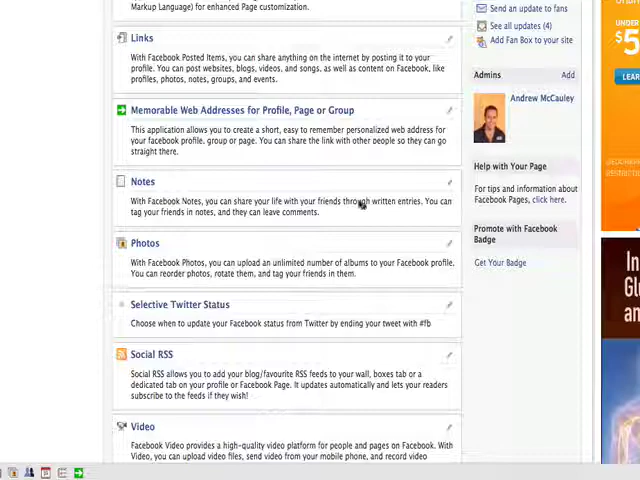 Markup Language) for enhanced Page customization.
Links
With Facebook Posted Items, you can share anything on the internet by posting it to your
profile. You can post websites, blogs, videos, and songs, as well as content on Facebook, like
profiles, photos, notes, groups, and events.
Memorable Web Addresses for Profile, Page or Group
This application allows you to create a short, easy to remember personalized web address for
your facebook profile, group or page. You can share the link with other people so they can go
straight there.
Notes
With Facebook Notes, you can share your life with your friends through written entries. You can
tag your friends in notes, and they can leave comments.
Photos
With Facebook Photos, you can upload an unlimited number of albums to your Facebook profile.
You can reorder photos, rotate them, and tag your friends in them.
Selective Twitter Status
Choose when to update your Facebook status from Twitter by ending your tweet with #fb
Social RSS
Social RSS allows you to add your blog/favourite RSS feeds to your wall, boxes tab or a
dedicated tab on your profile or Facebook Page. It updates automatically and lets your readers
subscribe to the feeds if they wish!
Video
Facebook Video provides a high-quality video platform for people and pages on Facebook. With
Video, you can upload video files, send video from your mobile phone, and record video
Send an update to fans
See all updates (4)
Add Fan Box to your site
Admins Add
Andrew McCauley
Help with Your Page
For tips and information about
Facebook Pages, click here.
Promote with Facebook
Badge
Get Your Badge
UNDER
$5
LEAR
In
Gl
an